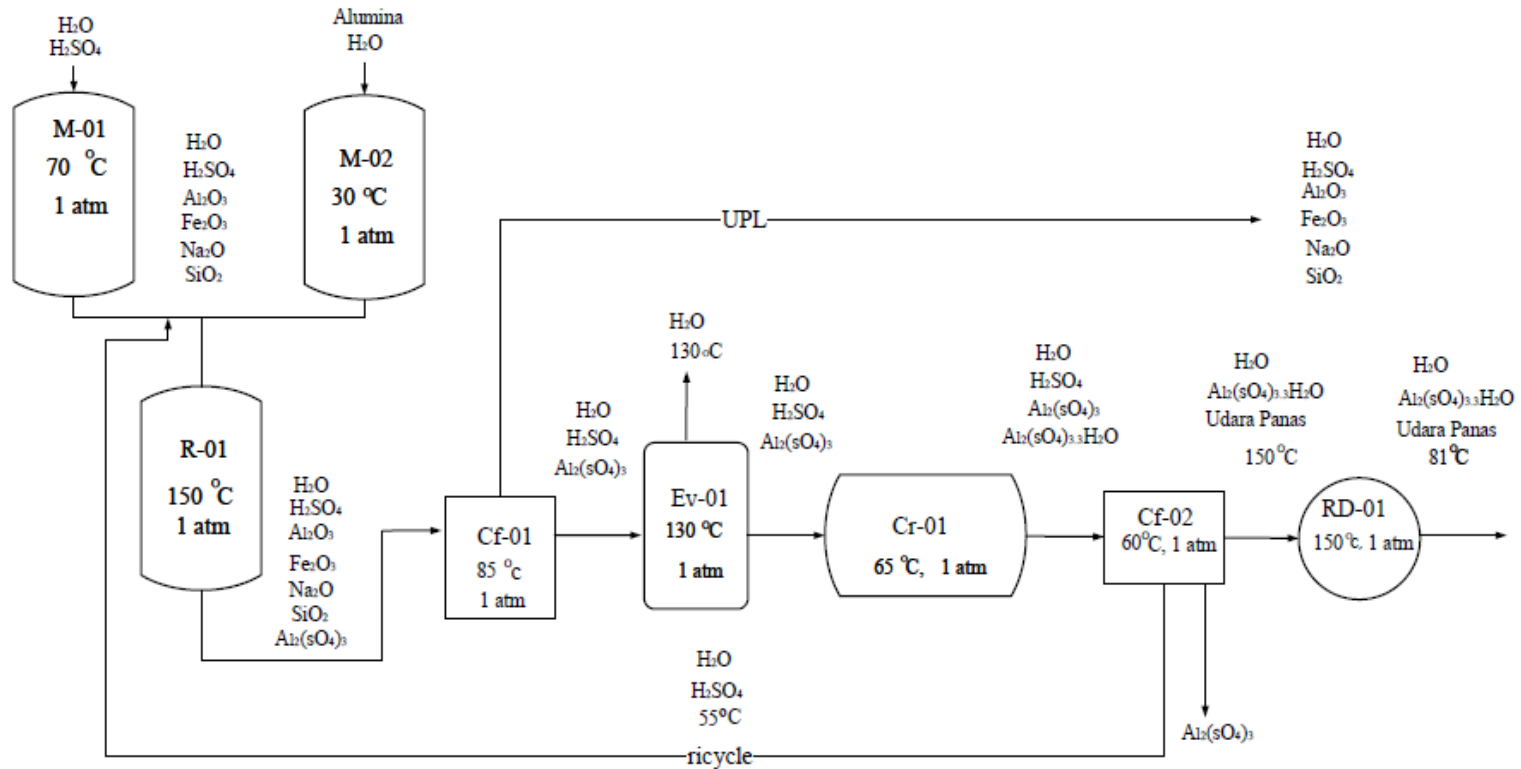 H₂O
H₂SO₄
M-01
70 °C
1 atm
H₂O
H₂SO₄
Al₂O₃
Fe₂O₃
Na₂O
SiO₂
Alumina
H₂O
M-02
30 °C
1 atm
UPL
H₂O
H₂SO₄
Al₂O₃
Fe₂O₃
Na₂O
SiO₂
R-01
150 °C
1 atm
H₂O
H₂SO₄
Al₂O₃
Fe₂O₃
Na₂O
SiO₂
Al₂(sO₄)₃
Cf-01
85 °c
1 atm
H₂O
H₂SO₄
Al₂(sO₄)₃
H₂O
130 °C
Ev-01
130 °C
1 atm
H₂O
H₂SO₄
Al₂(sO₄)₃
Cr-01
65 °C, 1 atm
H₂O
H₂SO₄
Al₂(sO₄)₃
Al₂(sO₄)₃.₃H₂O
Cf-02
60°C, 1 atm
H₂O
Al₂(sO₄)₃.₃H₂O
Udara Panas
150 °C
RD-01
150 °c, 1 atm
H₂O
Al₂(sO₄)₃.₃H₂O
Udara Panas
81°C
H₂O
H₂SO₄
55°C
ricycle
Al₂(sO₄)₃